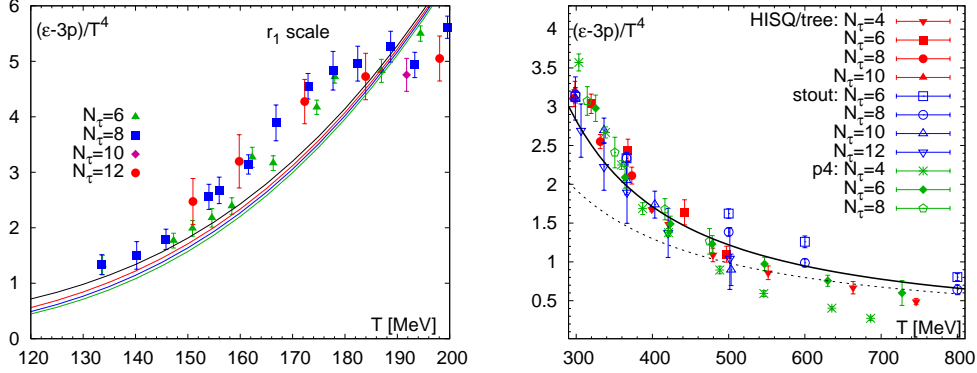 (ε-3p)/T^4
r_1 scale
N_τ=6
N_τ=8
N_τ=10
N_τ=12
T [MeV]
0
1
2
3
4
5
6
120 130 140 150 160 170 180 190 200
(ε-3p)/T^4
HISQ/tree: N_τ=4
N_τ=6
N_τ=8
N_τ=10
stout: N_τ=6
N_τ=8
N_τ=10
N_τ=12
p4: N_τ=4
N_τ=6
N_τ=8
T [MeV]
4
3.5
3
2.5
2
1.5
1
0.5
300 400 500 600 700 800